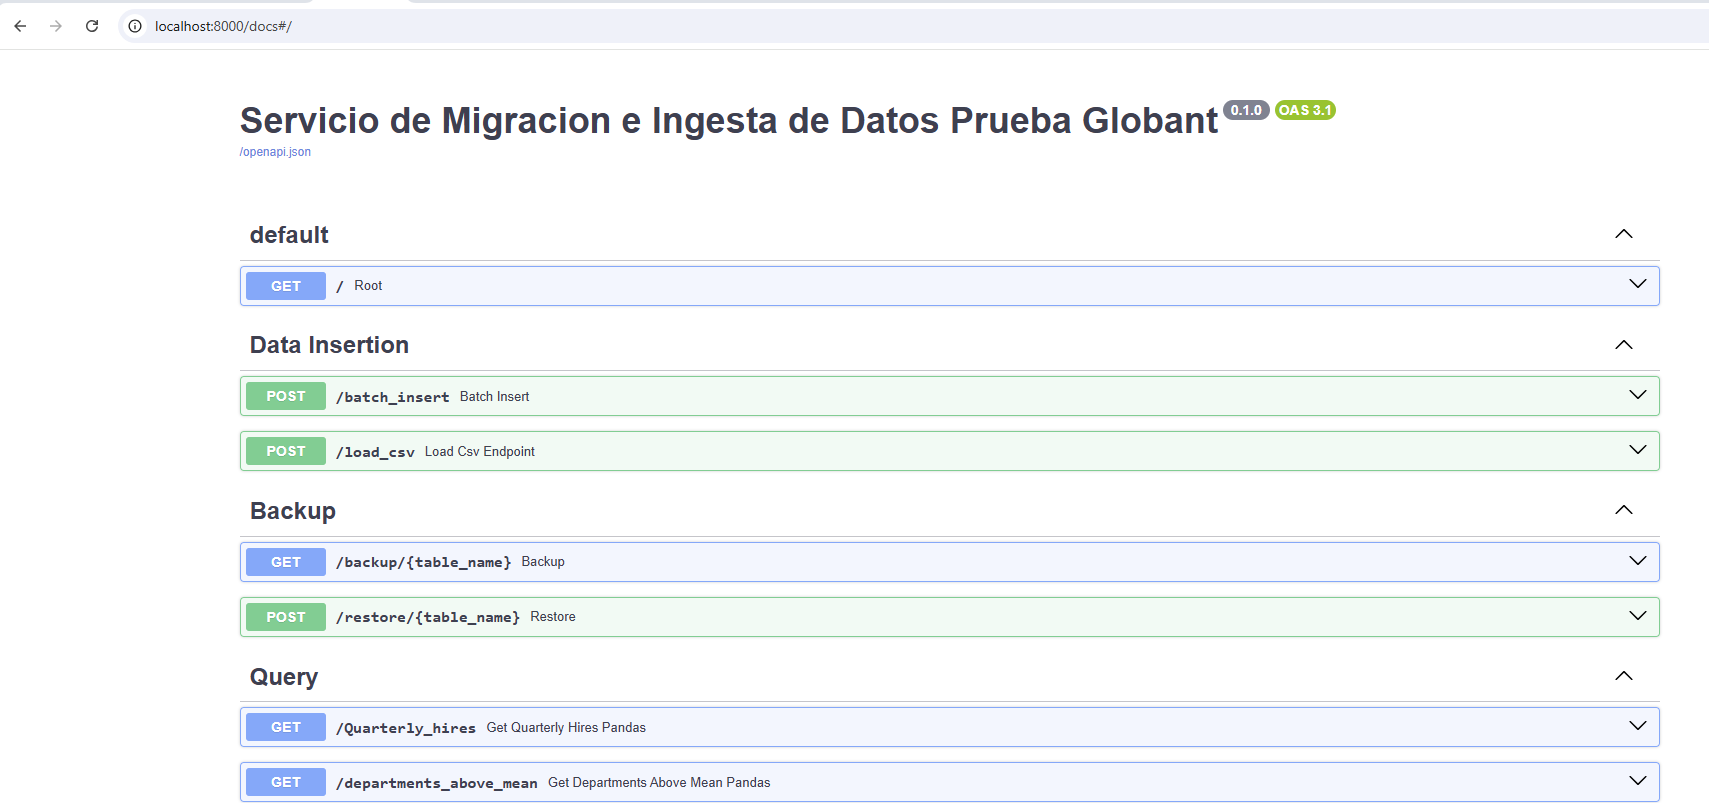 localhost:8000/docs#/
Servicio de Migracion e Ingesta de Datos Prueba Globant 0.1.0 OAS 3.1
/openapi.json
default
GET / Root
Data Insertion
POST /batch_insert Batch Insert
POST /load_csv Load Csv Endpoint
Backup
GET /backup/{table_name} Backup
POST /restore/{table_name} Restore
Query
GET /Quarterly_hires Get Quarterly Hires Pandas
GET /departments_above_mean Get Departments Above Mean Pandas